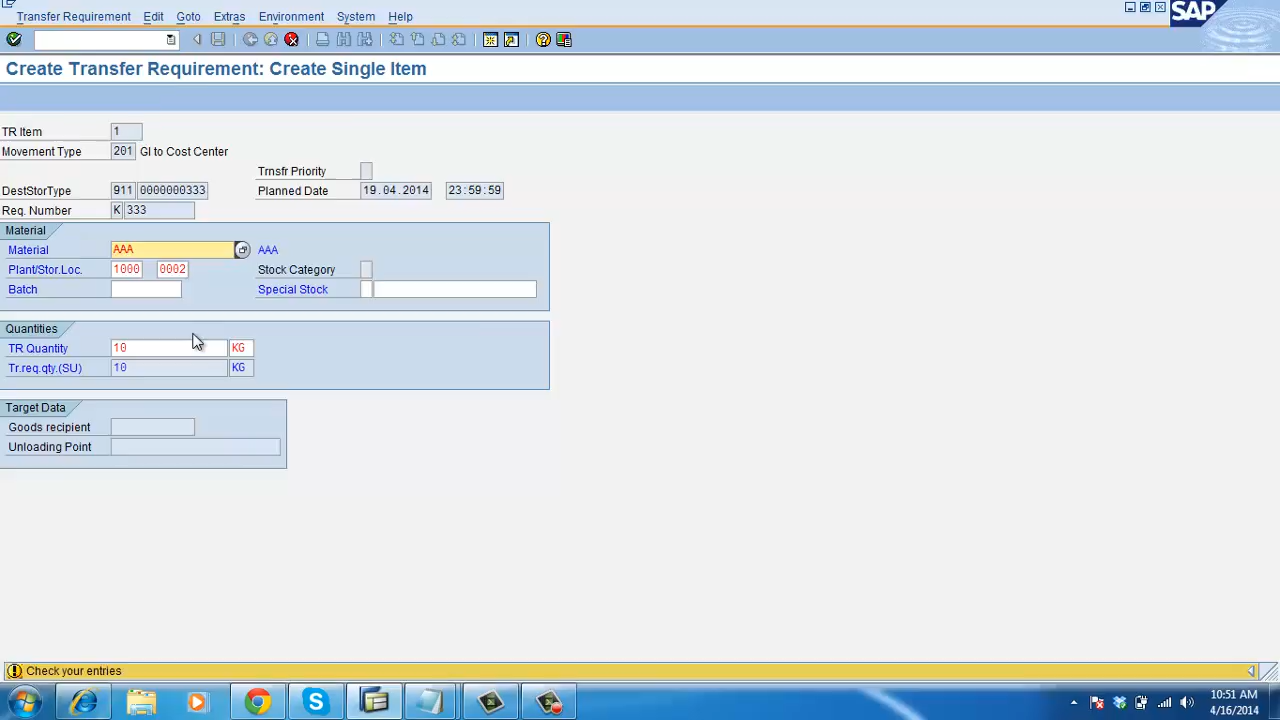 Transfer Requirement Edit Goto Extras Environment System Help
SAP
Create Transfer Requirement: Create Single Item
TR Item 1
Movement Type 201 GI to Cost Center
Trnsfr Priority
DestStorType 911 0000000333 Planned Date 19.04.2014 23:59:59
Req. Number K 333
Material
Material AAA AAA
Plant/Stor.Loc. 1000 0002 Stock Category
Batch Special Stock
Quantities
TR Quantity 10 KG
Tr.req.qty.(SU) 10 KG
Target Data
Goods recipient
Unloading Point
Check your entries
10:51 AM
4/16/2014